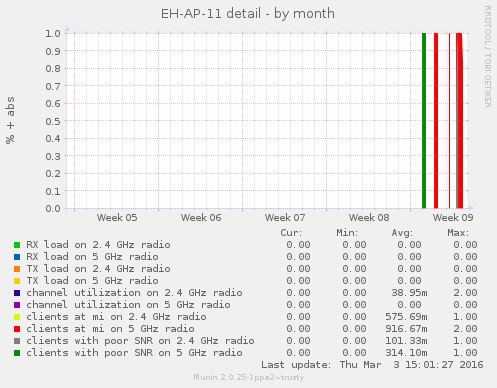 EH-AP-11 detail - by month
RRDTOOL / TOBI OETIKER
% + abs
1.0
0.9
0.8
0.7
0.6
0.5
0.4
0.3
0.2
0.1
0.0
Week 05 Week 06 Week 07 Week 08 Week 09
Cur: Min: Avg: Max:
RX load on 2.4 GHz radio 0.00 0.00 0.00 0.00
RX load on 5 GHz radio 0.00 0.00 0.00 0.00
TX load on 2.4 GHz radio 0.00 0.00 0.00 0.00
TX load on 5 GHz radio 0.00 0.00 0.00 0.00
channel utilization on 2.4 GHz radio 0.00 0.00 38.95m 2.00
channel utilization on 5 GHz radio 0.00 0.00 0.00 0.00
clients at mi on 2.4 GHz radio 0.00 0.00 575.69m 1.00
clients at mi on 5 GHz radio 0.00 0.00 916.67m 2.00
clients with poor SNR on 2.4 GHz radio 0.00 0.00 101.33m 1.00
clients with poor SNR on 5 GHz radio 0.00 0.00 314.10m 1.00
Last update: Thu Mar 3 15:01:27 2016
Munin 2.0.25-1ppa2~trusty